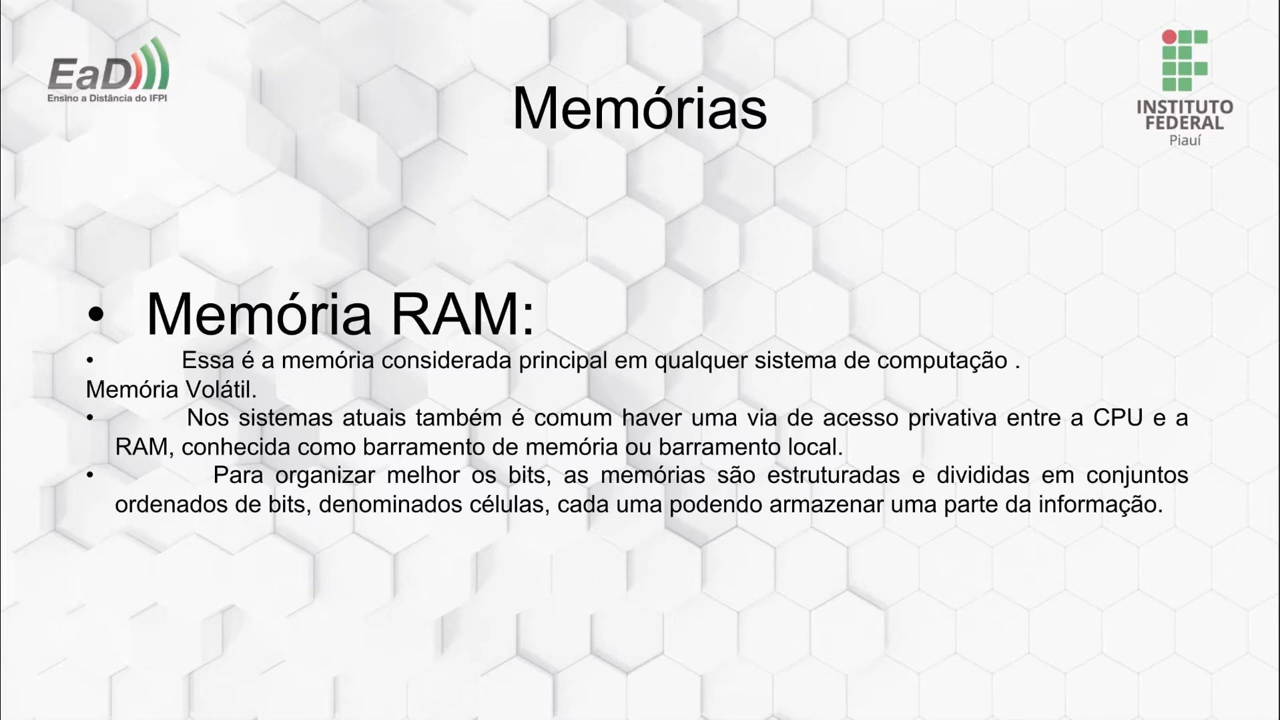 EaD
Ensino a Distância do IFPI
INSTITUTO
FEDERAL
Piauí
Memórias
• Memória RAM:
• Essa é a memória considerada principal em qualquer sistema de computação .
Memória Volátil.
• Nos sistemas atuais também é comum haver uma via de acesso privativa entre a CPU e a
RAM, conhecida como barramento de memória ou barramento local.
• Para organizar melhor os bits, as memórias são estruturadas e divididas em conjuntos
ordenados de bits, denominados células, cada uma podendo armazenar uma parte da informação.